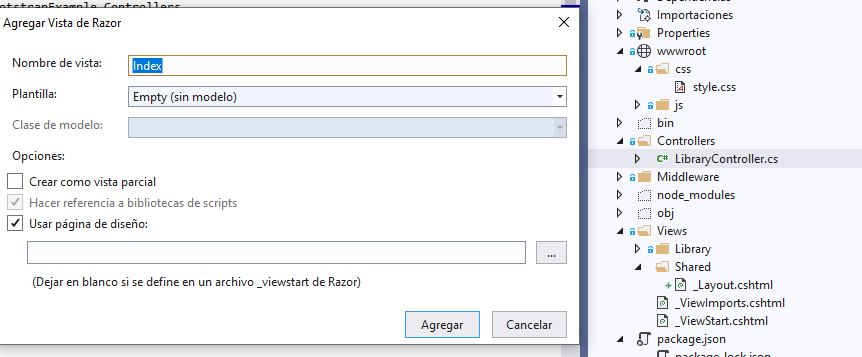 otstrapExample.Controllers
Agregar Vista de Razor
Nombre de vista:
Index
Plantilla:
Empty (sin modelo)
Clase de modelo:
Opciones:
Crear como vista parcial
Hacer referencia a bibliotecas de scripts
Usar página de diseño:
...
(Dejar en blanco si se define en un archivo _viewstart de Razor)
Agregar
Cancelar
Importaciones
Properties
wwwroot
css
style.css
js
bin
Controllers
C# LibraryController.cs
Middleware
node_modules
obj
Views
Library
Shared
+ _Layout.cshtml
_ViewImports.cshtml
_ViewStart.cshtml
package.json
package-lock.json